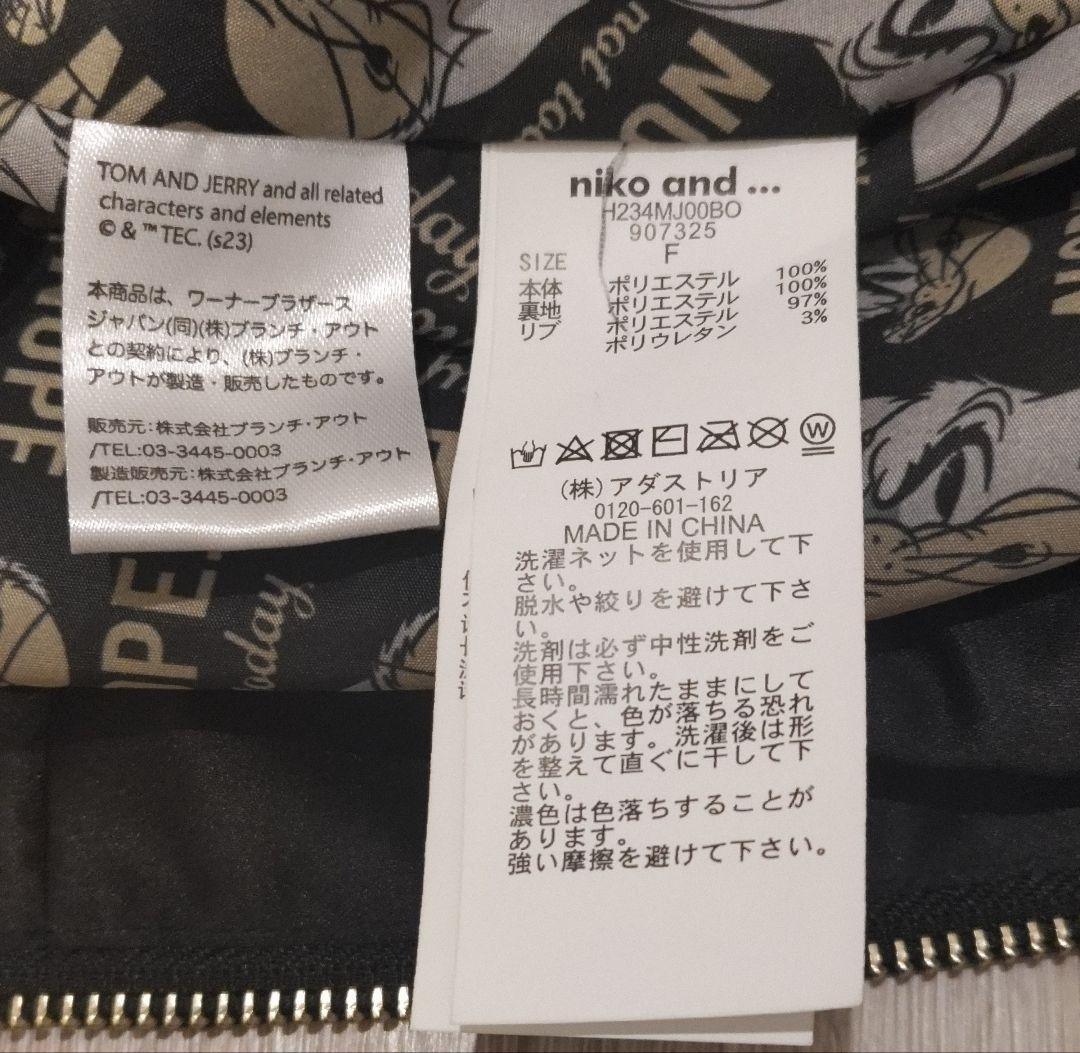 TOM AND JERRY and all related
characters and elements
© & ™ TEC. (s23)
本商品は、ワーナーブラザース
ジャパン(同)(株)ブランチ・アウト
との契約により、(株)ブランチ・
アウトが製造・販売したものです。
販売元:株式会社ブランチ・アウト
/TEL:03-3445-0003
製造販売元:株式会社ブランチ・アウト
/TEL:03-3445-0003
niko and ...
H234MJ00BO
907325
SIZE F
本体 ポリエステル 100%
裏地 ポリエステル 100%
リブ ポリエステル 97%
ポリウレタン 3%
W
(株)アダストリア
0120-601-162
MADE IN CHINA
洗濯ネットを使用して下
さい。
脱水や絞りを避けて下さ
い。
洗剤は必ず中性洗剤をご
使用下さい。
長時間濡れたままにして
おくと、色が落ちる恐れ
があります。洗濯後は形
を整えて直ぐに干して下
さい。
濃色は色落ちすることが
あります。
強い摩擦を避けて下さい。
not too
NU
day
NOPE
OPE.
today